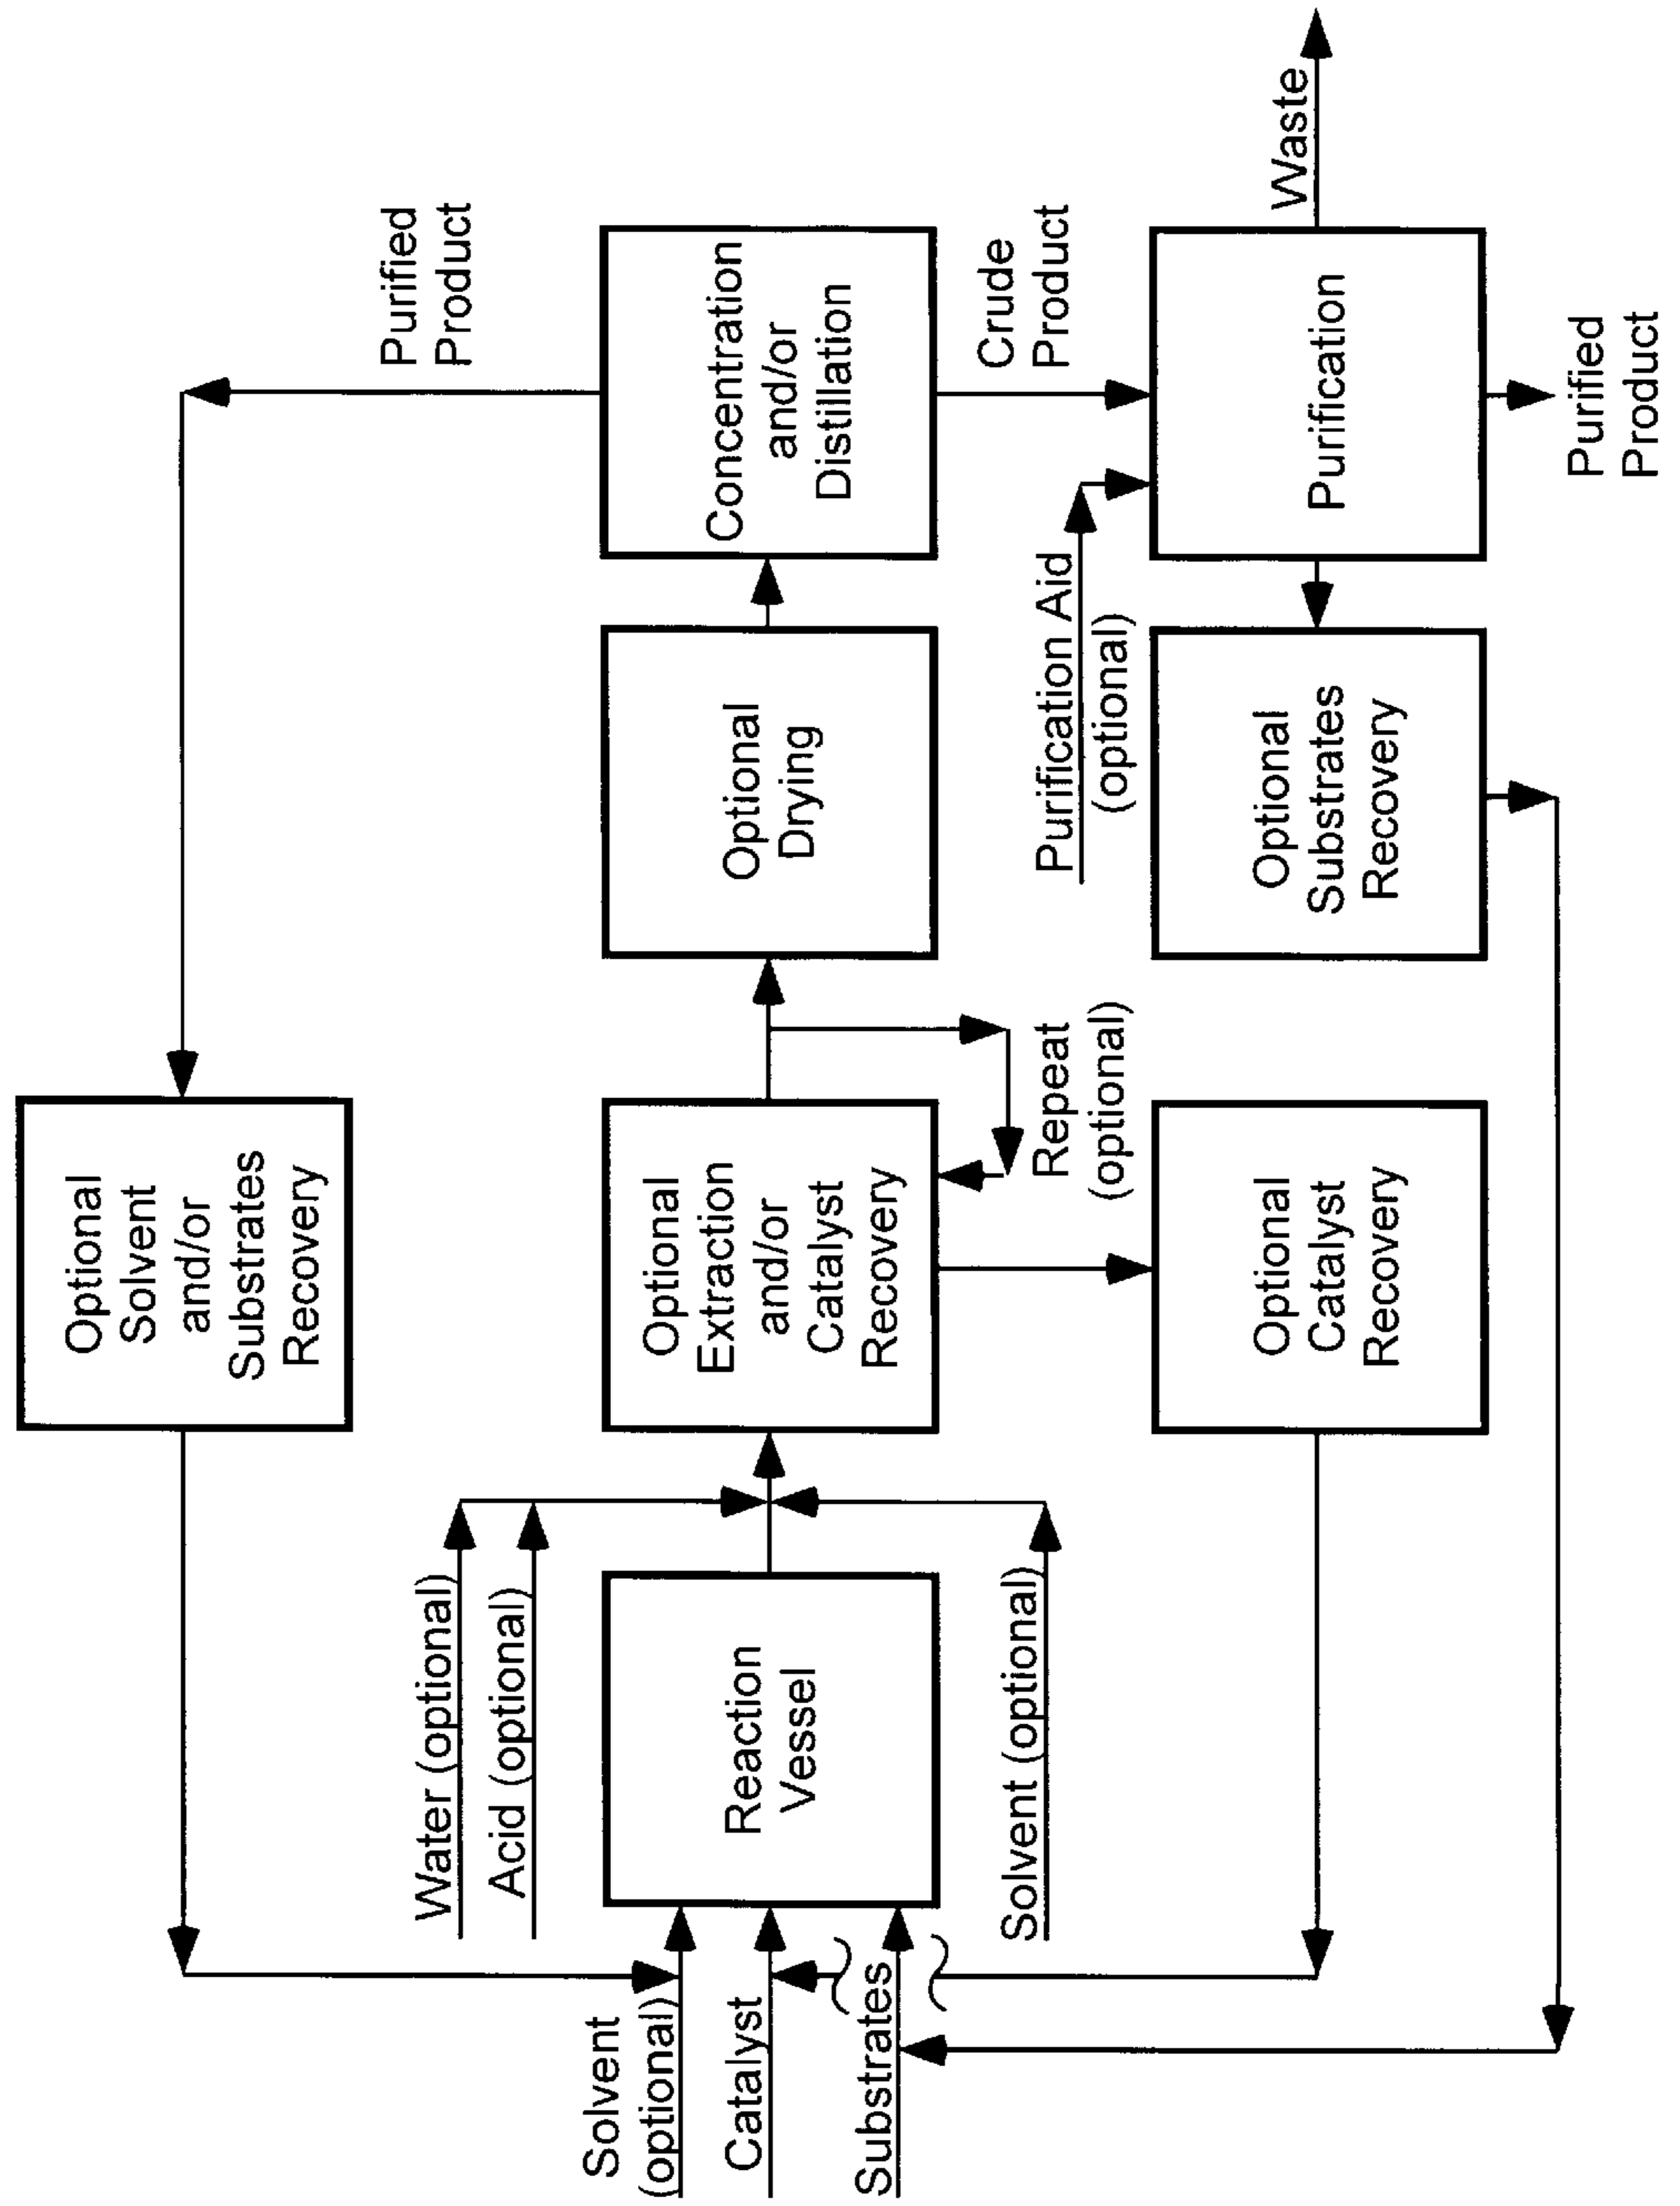 Optional
Solvent
and/or
Substrates
Recovery
Purified
Product
Water (optional)
Acid (optional)
Solvent
(optional)
Catalyst
Substrates
Reaction
Vessel
Solvent (optional)
Optional
Extraction
and/or
Catalyst
Recovery
Repeat
(optional)
Optional
Drying
Concentration
and/or
Distillation
Crude
Product
Purification Aid
(optional)
Optional
Catalyst
Recovery
Optional
Substrates
Recovery
Purification
Waste
Purified
Product